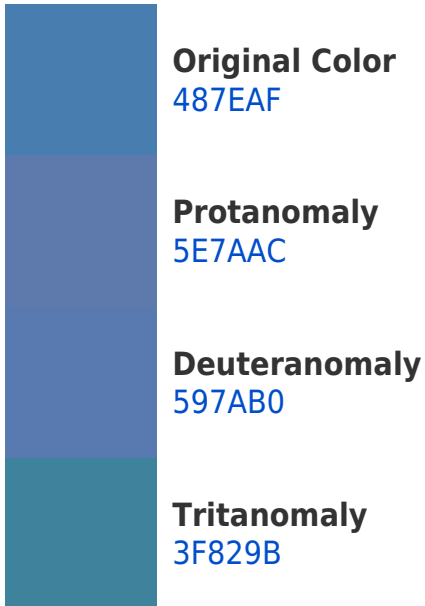 Original Color
487EAF
Protanomaly
5E7AAC
Deuteranomaly
597AB0
Tritanomaly
3F829B